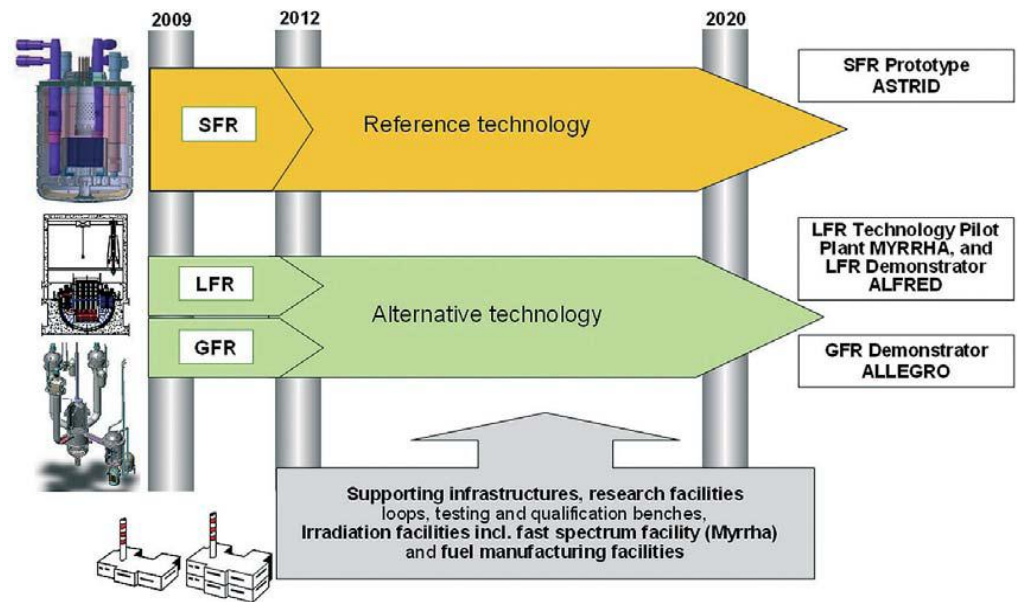 2009
2012
2020
SFR
Reference technology
SFR Prototype
ASTRID
LFR
GFR
Alternative technology
LFR Technology Pilot
Plant MYRRHA, and
LFR Demonstrator
ALFRED
GFR Demonstrator
ALLEGRO
Supporting infrastructures, research facilities
loops, testing and qualification benches,
Irradiation facilities incl. fast spectrum facility (Myrrha)
and fuel manufacturing facilities